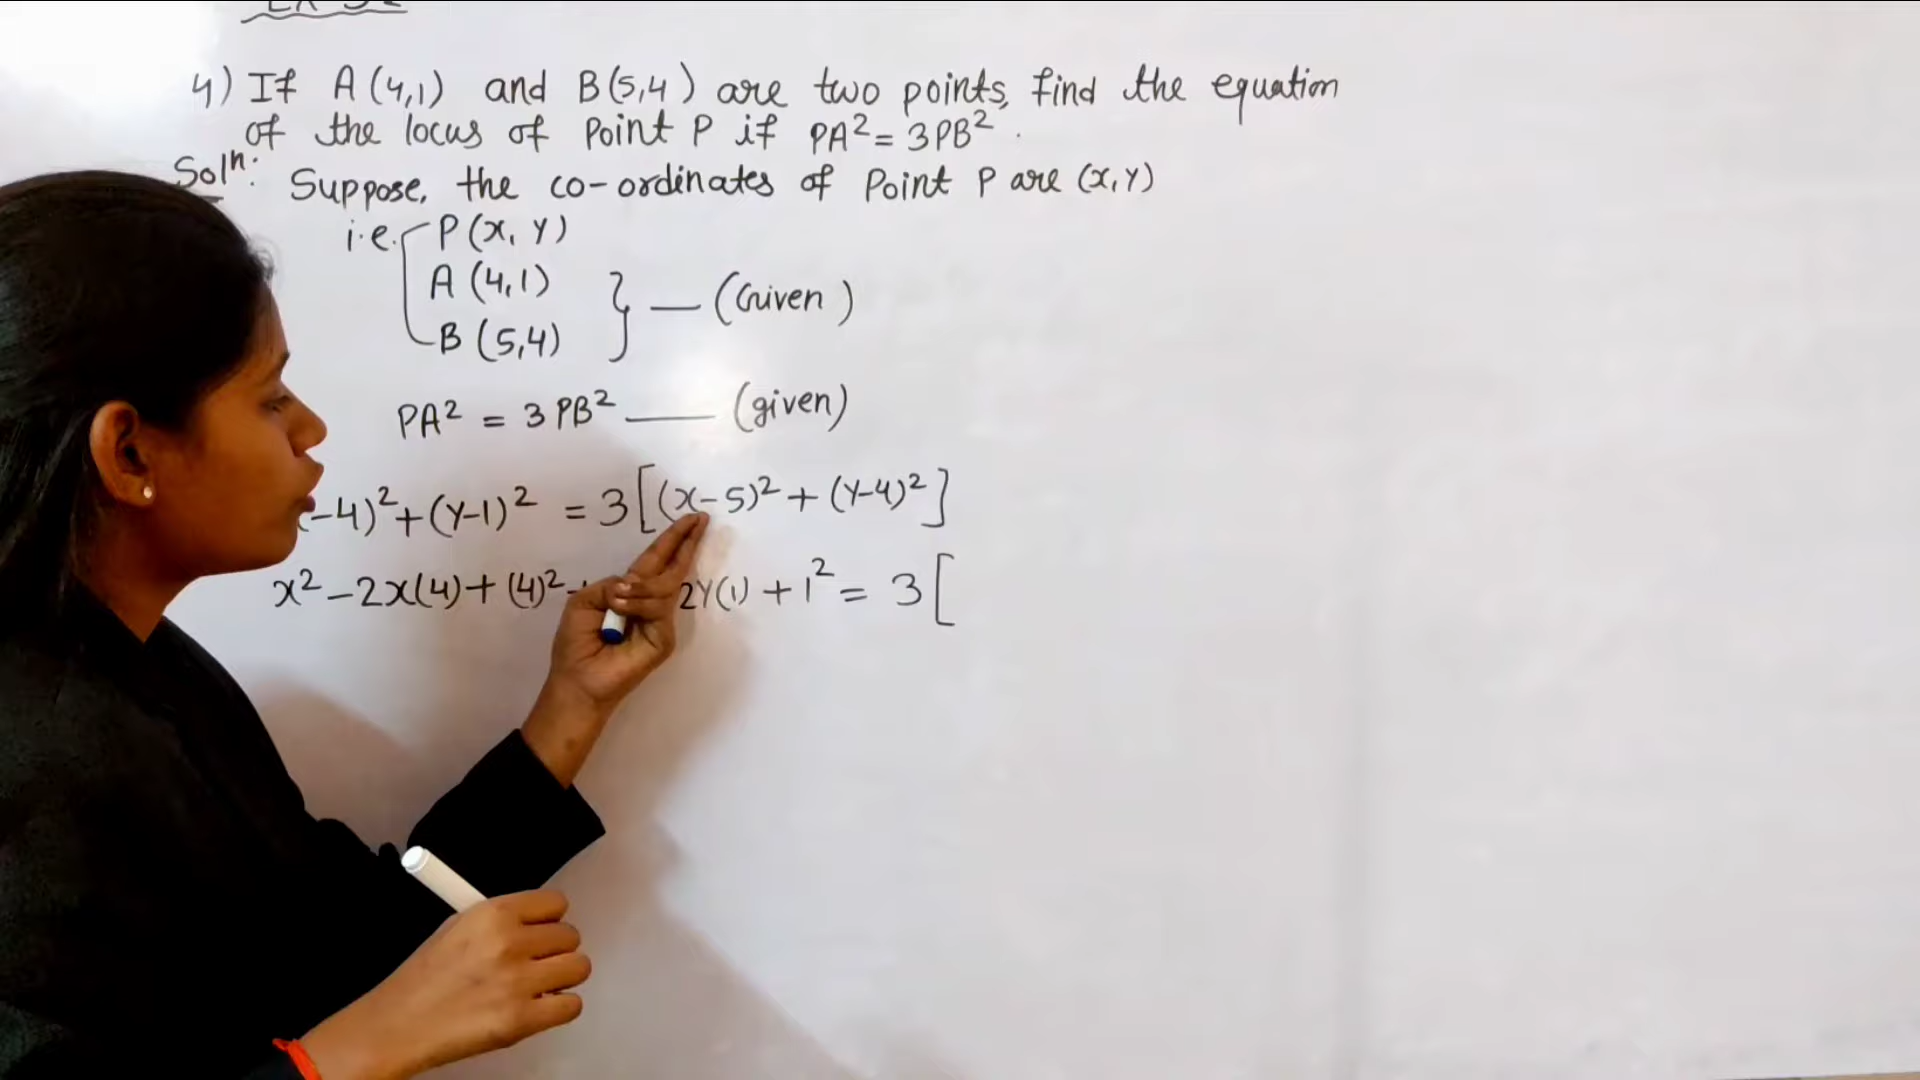 4) If A (4,1) and B (5,4) are two points, find the equation
of the locus of Point P if PA² = 3PB².
Solⁿ: Suppose, the co-ordinates of Point P are (x, y)
i.e. P (x, y)
A (4,1)
B (5,4) } — (Given)
PA² = 3 PB² — (given)
-4)² + (y-1)² = 3 [(x-5)² + (y-4)²]
x² - 2x(4) + (4)² 2y(1) + 1² = 3 [